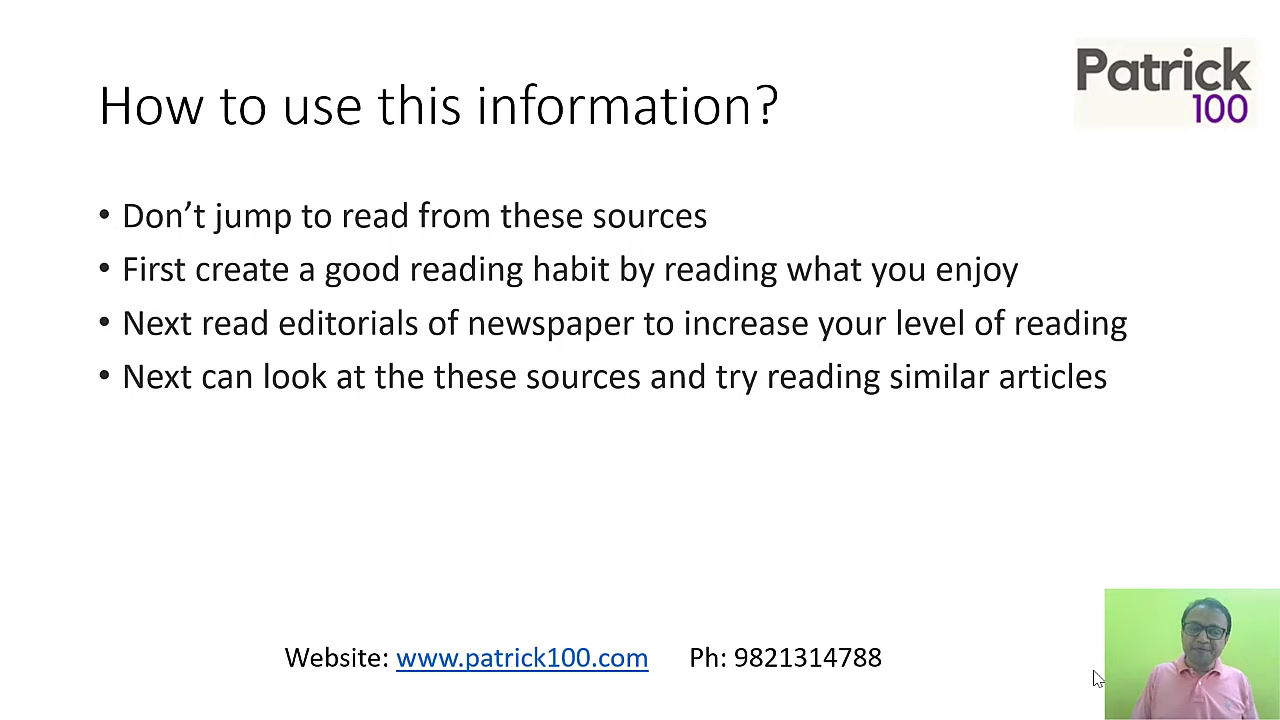 Patrick
100
How to use this information?
• Don’t jump to read from these sources
• First create a good reading habit by reading what you enjoy
• Next read editorials of newspaper to increase your level of reading
• Next can look at the these sources and try reading similar articles
Website: www.patrick100.com Ph: 9821314788